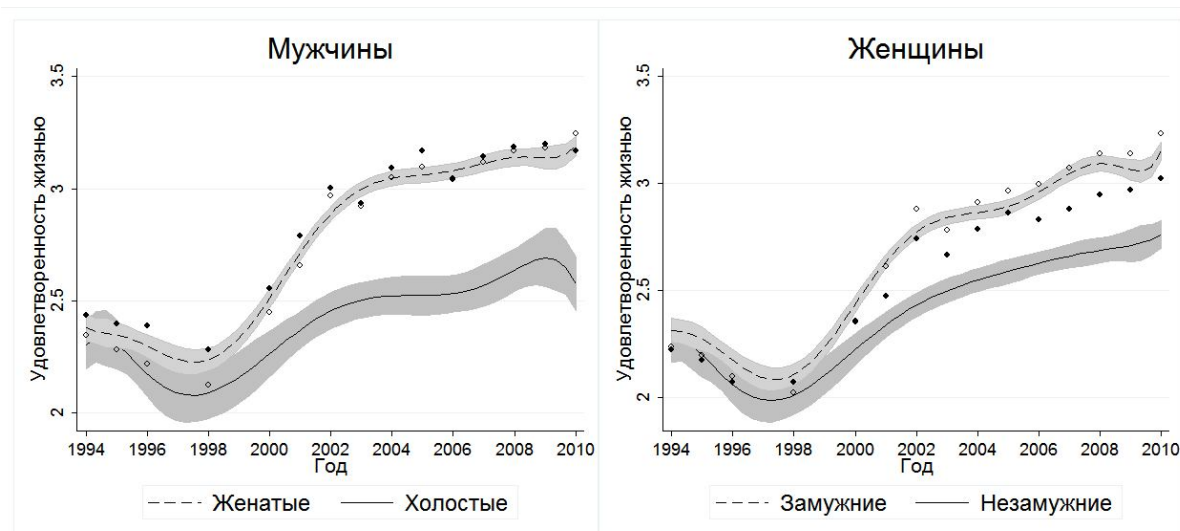 Мужчины
Удовлетворенность жизнью
3.5
3
2.5
2
1994 1996 1998 2000 2002 2004 2006 2008 2010
Год
Женатые Холостые
Женщины
Удовлетворенность жизнью
3.5
3
2.5
2
1994 1996 1998 2000 2002 2004 2006 2008 2010
Год
Замужние Незамужние